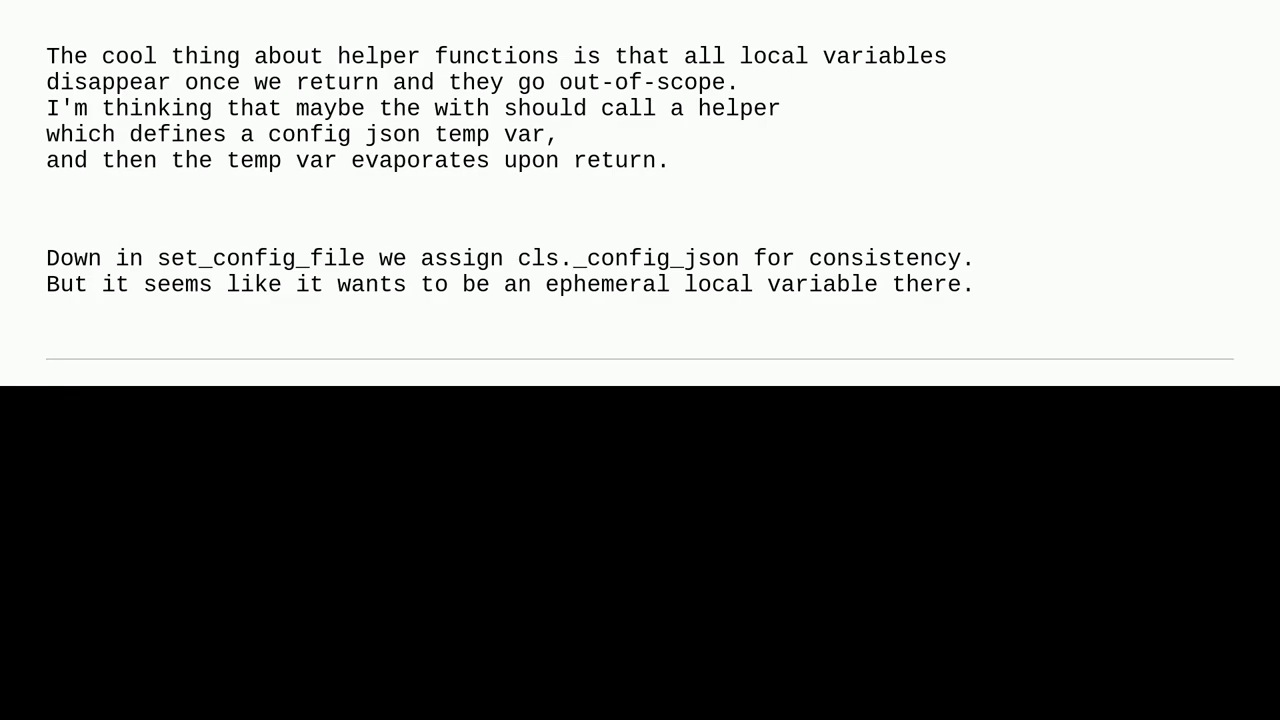 The cool thing about helper functions is that all local variables
disappear once we return and they go out-of-scope.
I'm thinking that maybe the with should call a helper
which defines a config json temp var,
and then the temp var evaporates upon return.
Down in set_config_file we assign cls._config_json for consistency.
But it seems like it wants to be an ephemeral local variable there.